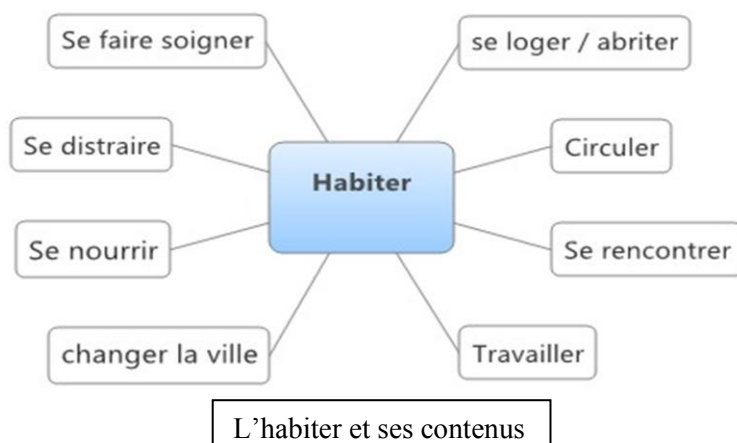 Se faire soigner
se loger / abriter
Se distraire
Circuler
Habiter
Se nourrir
Se rencontrer
changer la ville
Travailler
L’habiter et ses contenus